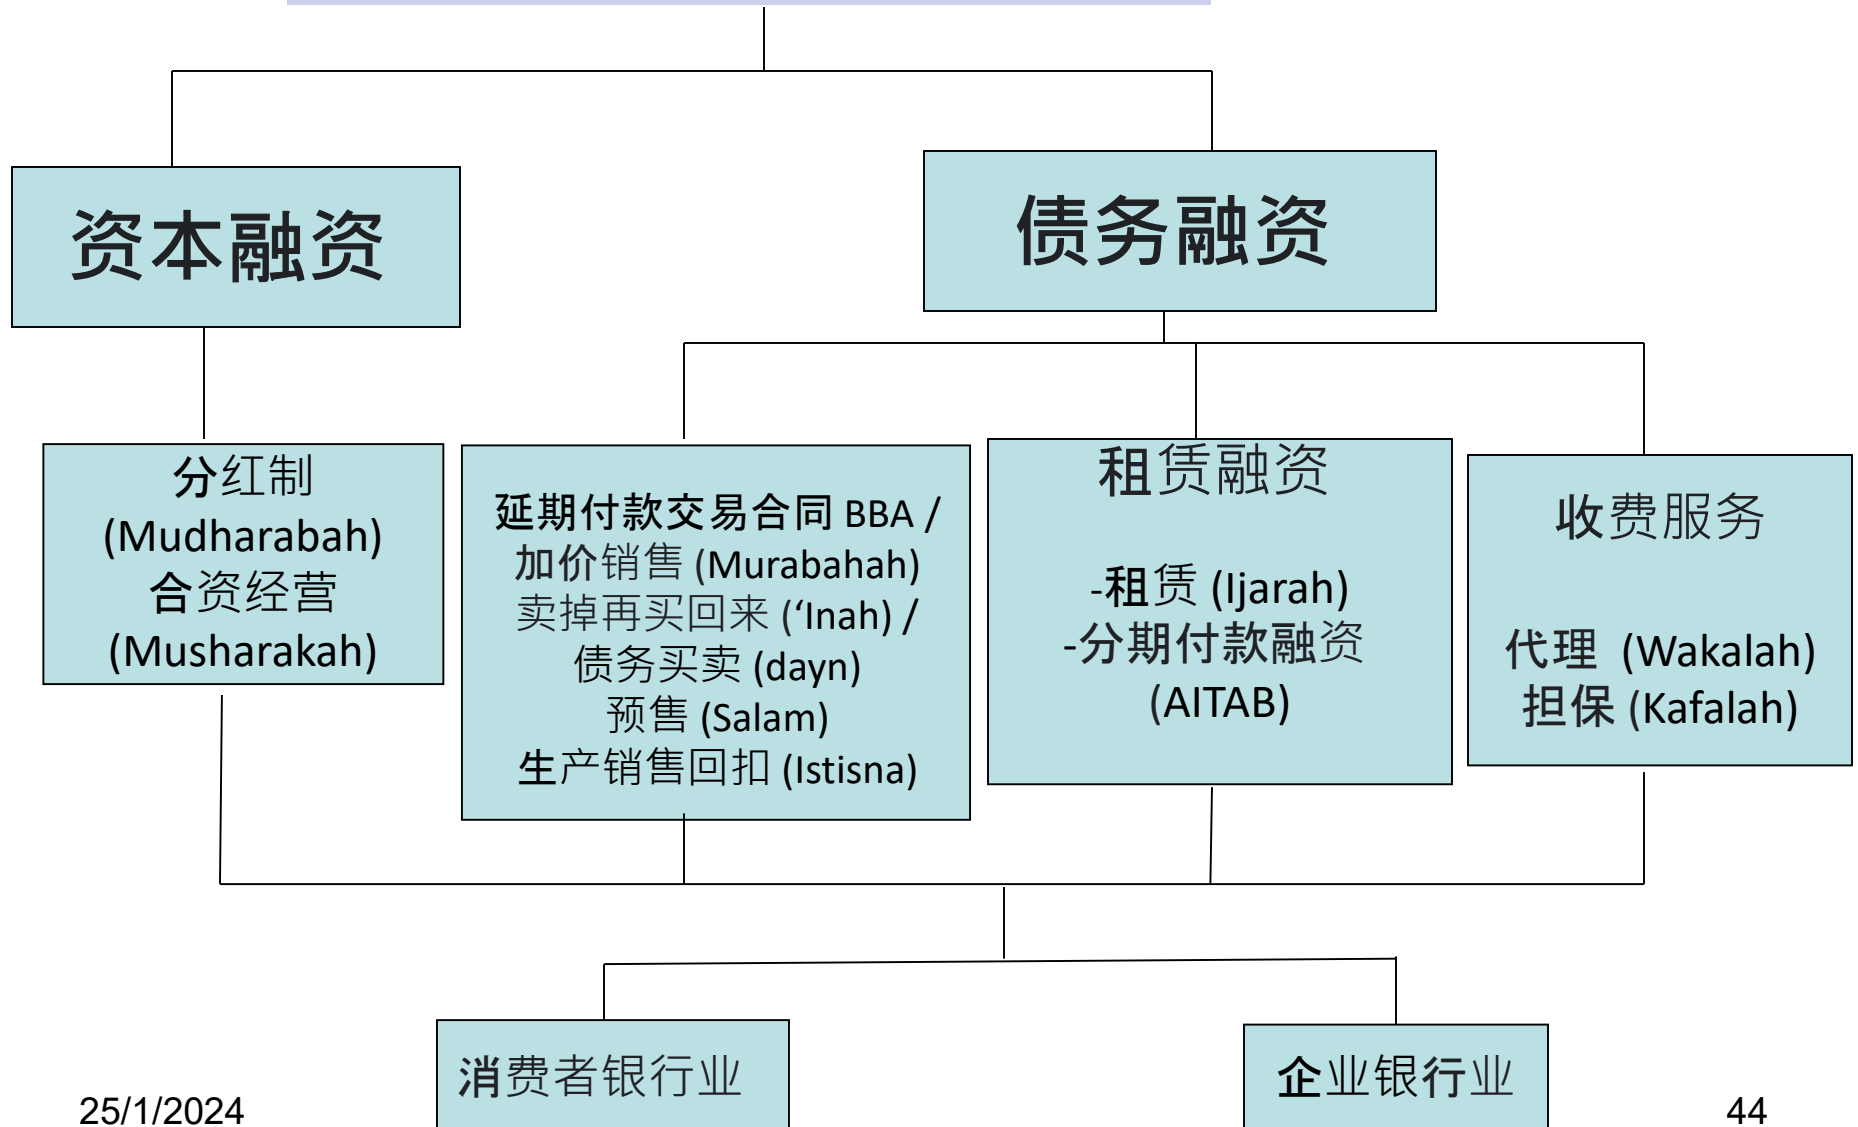 资本融资
债务融资
分红制
(Mudharabah)
合资经营
(Musharakah)
延期付款交易合同 BBA /
加价销售 (Murabahah)
卖掉再买回来 (‘Inah) /
债务买卖 (dayn)
预售 (Salam)
生产销售回扣 (Istisna)
租赁融资
-租赁 (Ijarah)
-分期付款融资
(AITAB)
收费服务
代理 (Wakalah)
担保 (Kafalah)
消费者银行业
企业银行业
25/1/2024
44